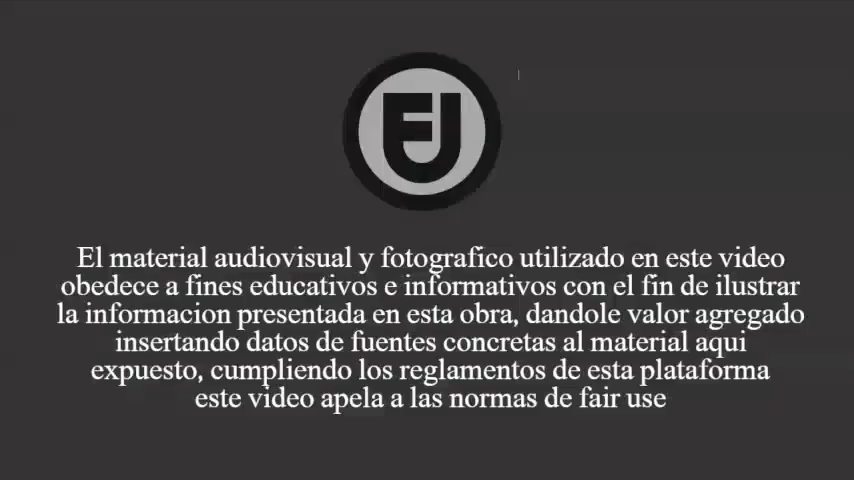 FU
El material audiovisual y fotografico utilizado en este video
obedece a fines educativos e informativos con el fin de ilustrar
la informacion presentada en esta obra, dandole valor agregado
insertando datos de fuentes concretas al material aqui
expuesto, cumpliendo los reglamentos de esta plataforma
este video apela a las normas de fair use